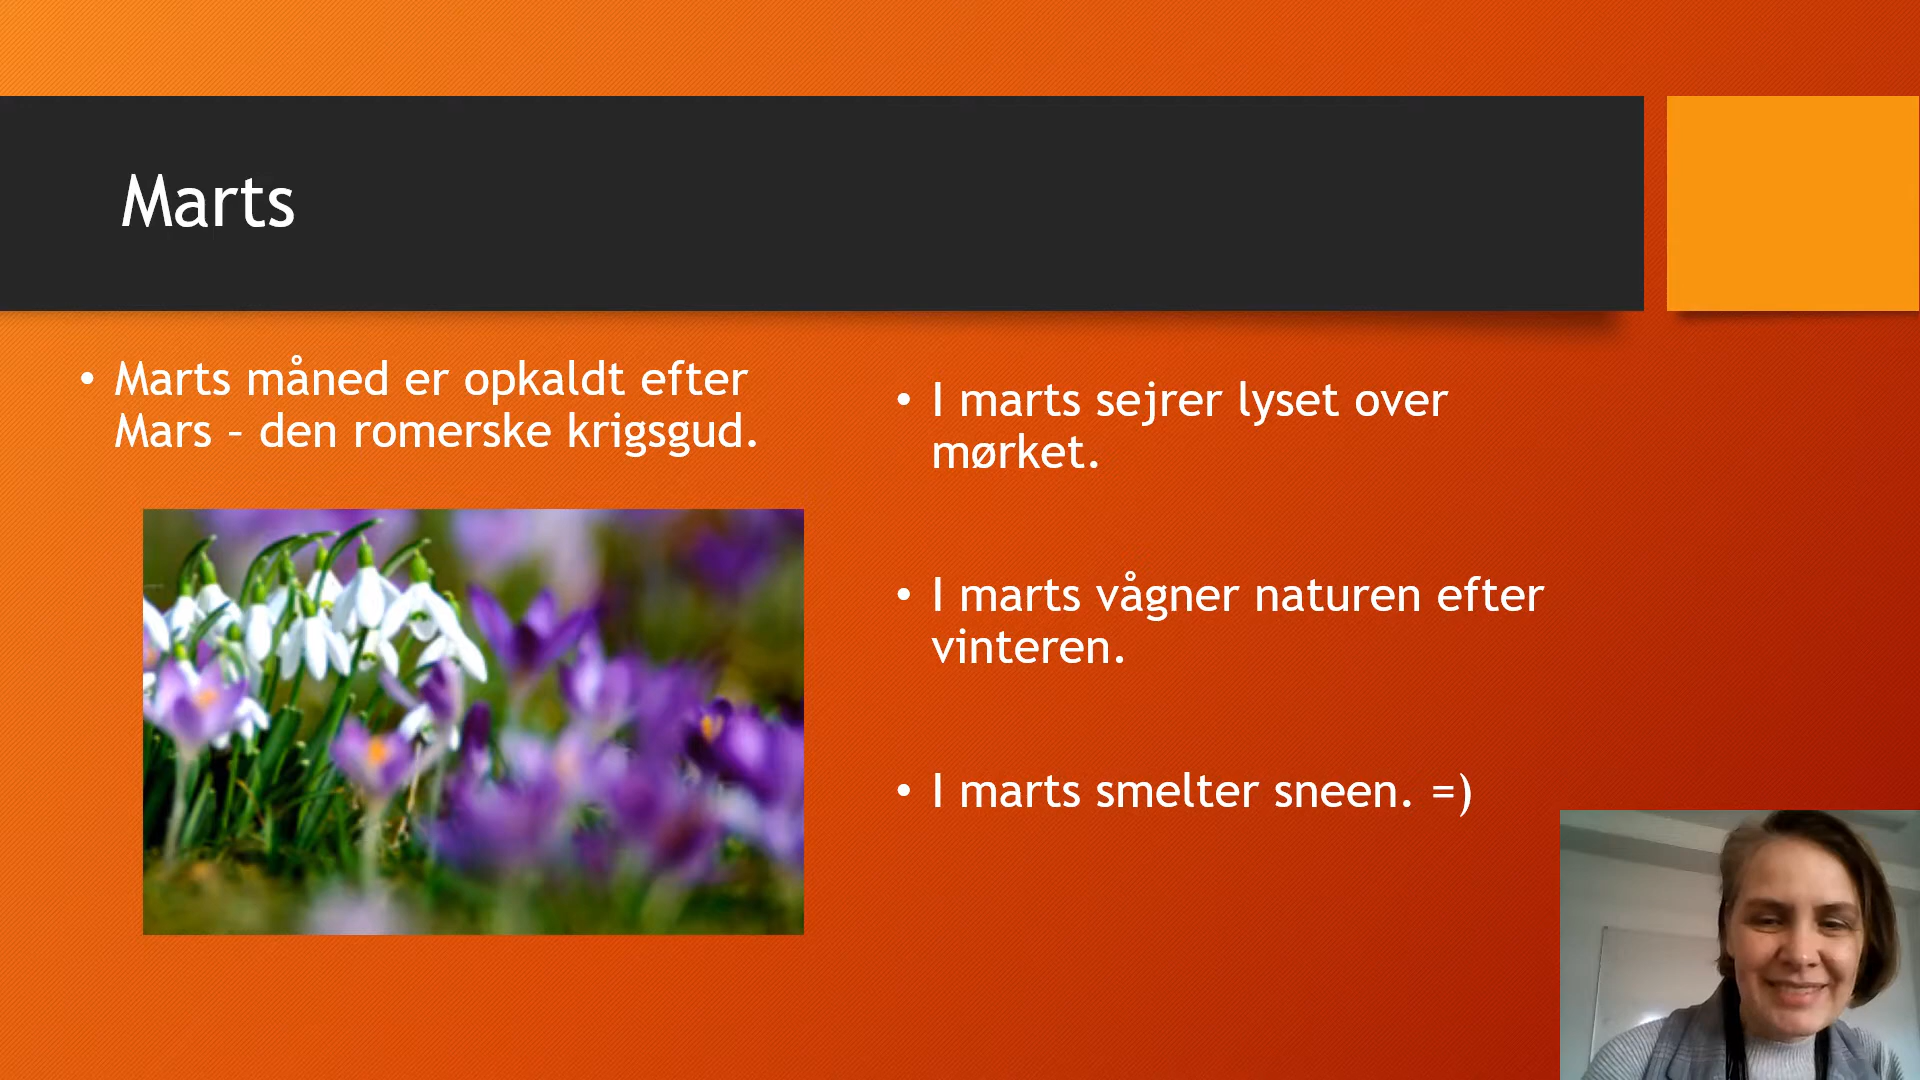 Marts
• Marts måned er opkaldt efter
Mars – den romerske krigsgud.
• I marts sejrer lyset over
mørket.
• I marts vågner naturen efter
vinteren.
• I marts smelter sneen. =)